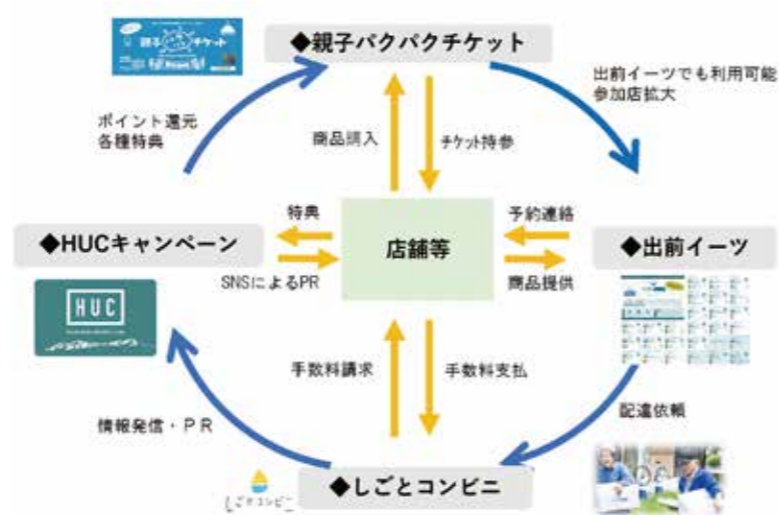 親子
チケット
◆親子パクパクチケット
出前イーツでも利用可能
参加店拡大
ポイント還元
各種特典
商品購入
チケット持参
特典
予約連絡
◆HUCキャンペーン
店舗等
◆出前イーツ
SNSによるPR
商品提供
HUC
手数料請求
手数料支払
情報発信・PR
配達依頼
しごとコンビニ
◆しごとコンビニ